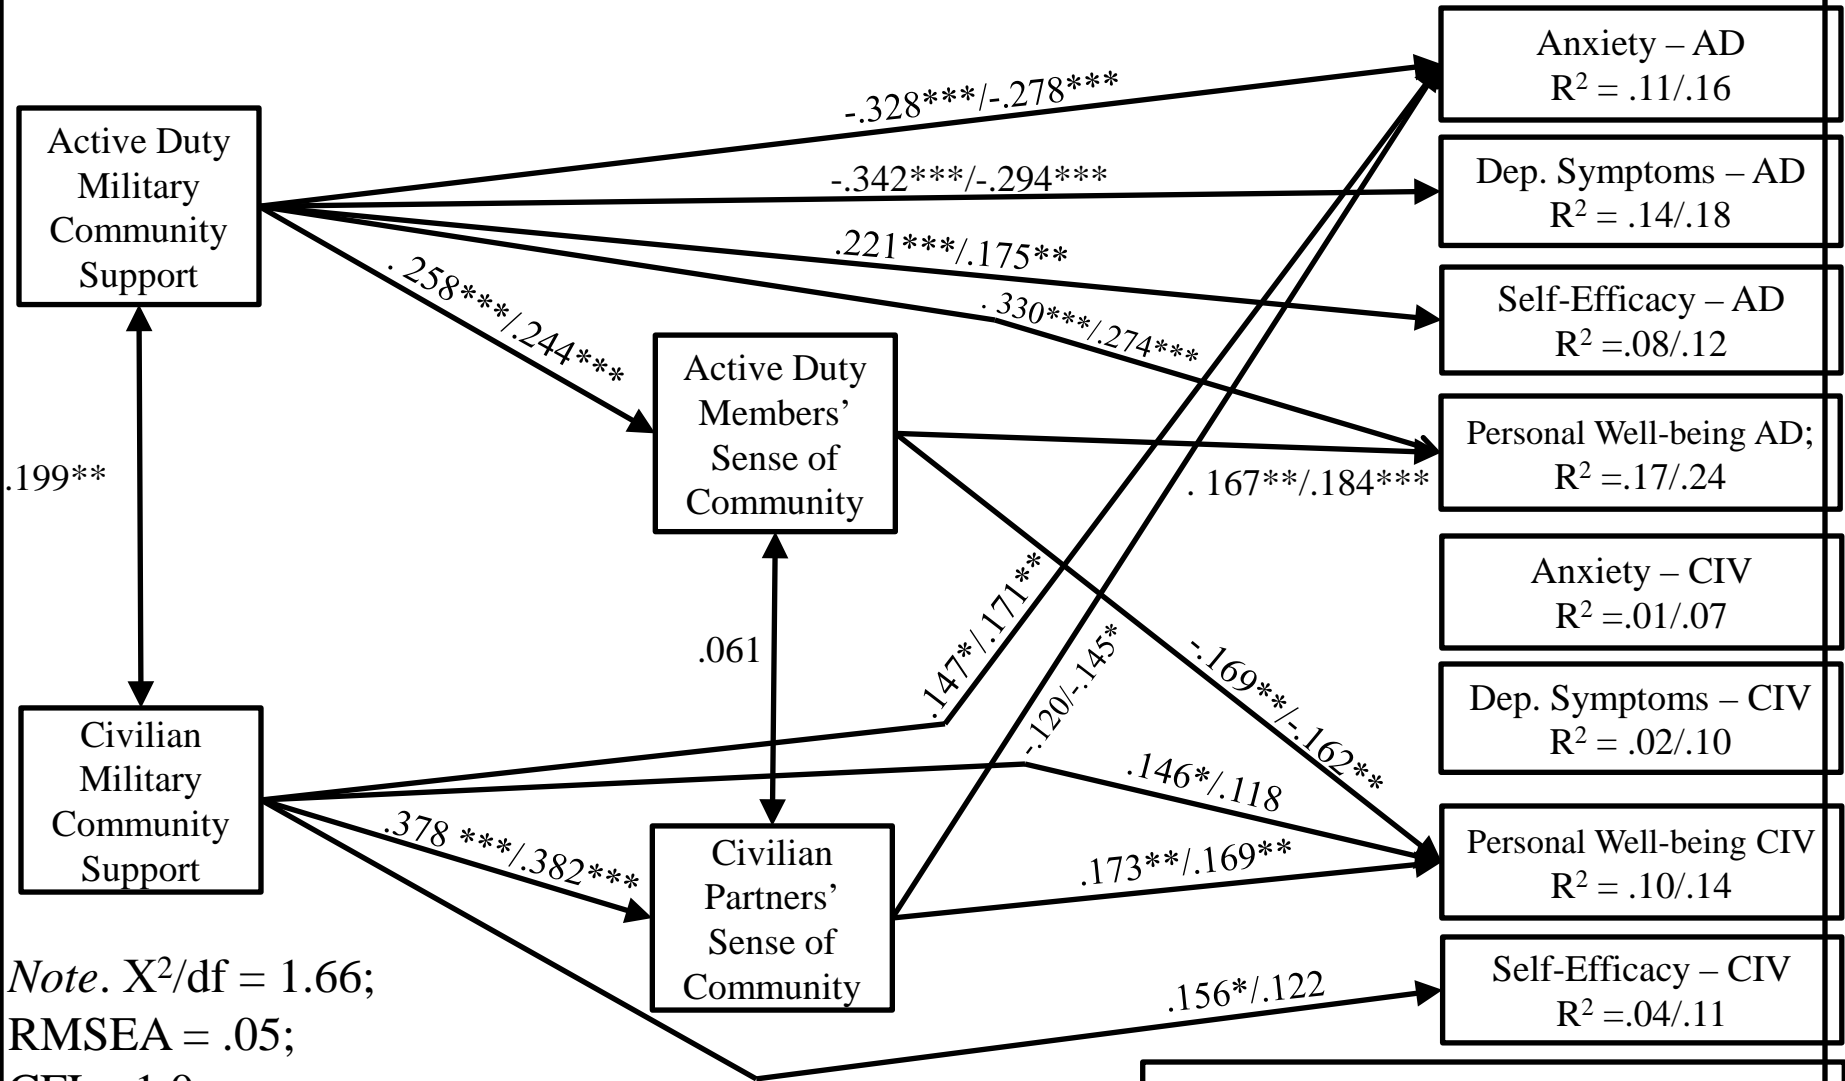 Anxiety – AD
R² = .11/.16
-.328***/-.278***
Active Duty
Military
Community
Support
Dep. Symptoms – AD
R² = .14/.18
-.342***/-.294***
.221***/.175**
Self-Efficacy – AD
R² =.08/.12
. 258***/.244***
. 330***/.274***
Active Duty
Members’
Sense of
Community
Personal Well-being AD;
R² =.17/.24
.199**
. 167**/.184***
Anxiety – CIV
R² =.01/.07
.147*/.171**
.061
-.120/-.145*
-.169**/-.162**
Dep. Symptoms – CIV
R² = .02/.10
Civilian
Military
Community
Support
.146*/.118
.378 ***/.382***
Civilian
Partners’
Sense of
Community
.173**/.169**
Personal Well-being CIV
R² = .10/.14
Note. X²/df = 1.66;
RMSEA = .05;
.156*/.122
Self-Efficacy – CIV
R² =.04/.11